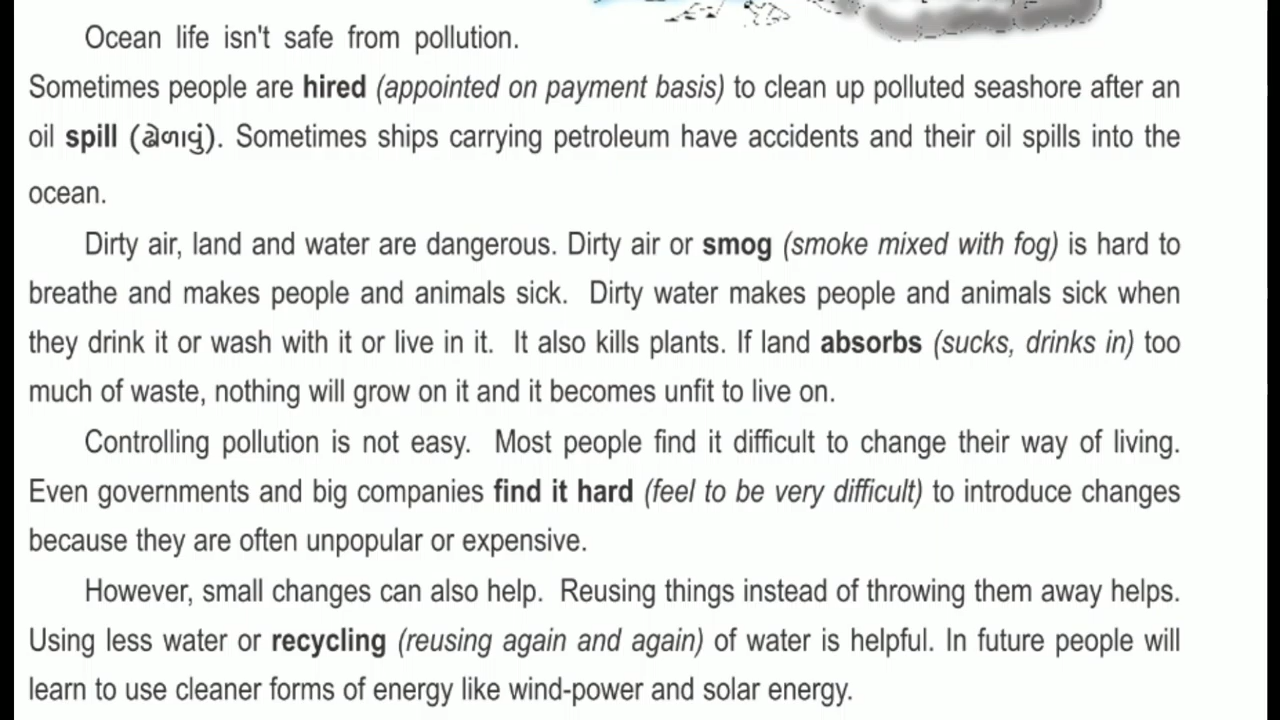 Ocean life isn't safe from pollution.
Sometimes people are hired (appointed on payment basis) to clean up polluted seashore after an
oil spill (ઢોળાવું). Sometimes ships carrying petroleum have accidents and their oil spills into the
ocean.
Dirty air, land and water are dangerous. Dirty air or smog (smoke mixed with fog) is hard to
breathe and makes people and animals sick. Dirty water makes people and animals sick when
they drink it or wash with it or live in it. It also kills plants. If land absorbs (sucks, drinks in) too
much of waste, nothing will grow on it and it becomes unfit to live on.
Controlling pollution is not easy. Most people find it difficult to change their way of living.
Even governments and big companies find it hard (feel to be very difficult) to introduce changes
because they are often unpopular or expensive.
However, small changes can also help. Reusing things instead of throwing them away helps.
Using less water or recycling (reusing again and again) of water is helpful. In future people will
learn to use cleaner forms of energy like wind-power and solar energy.